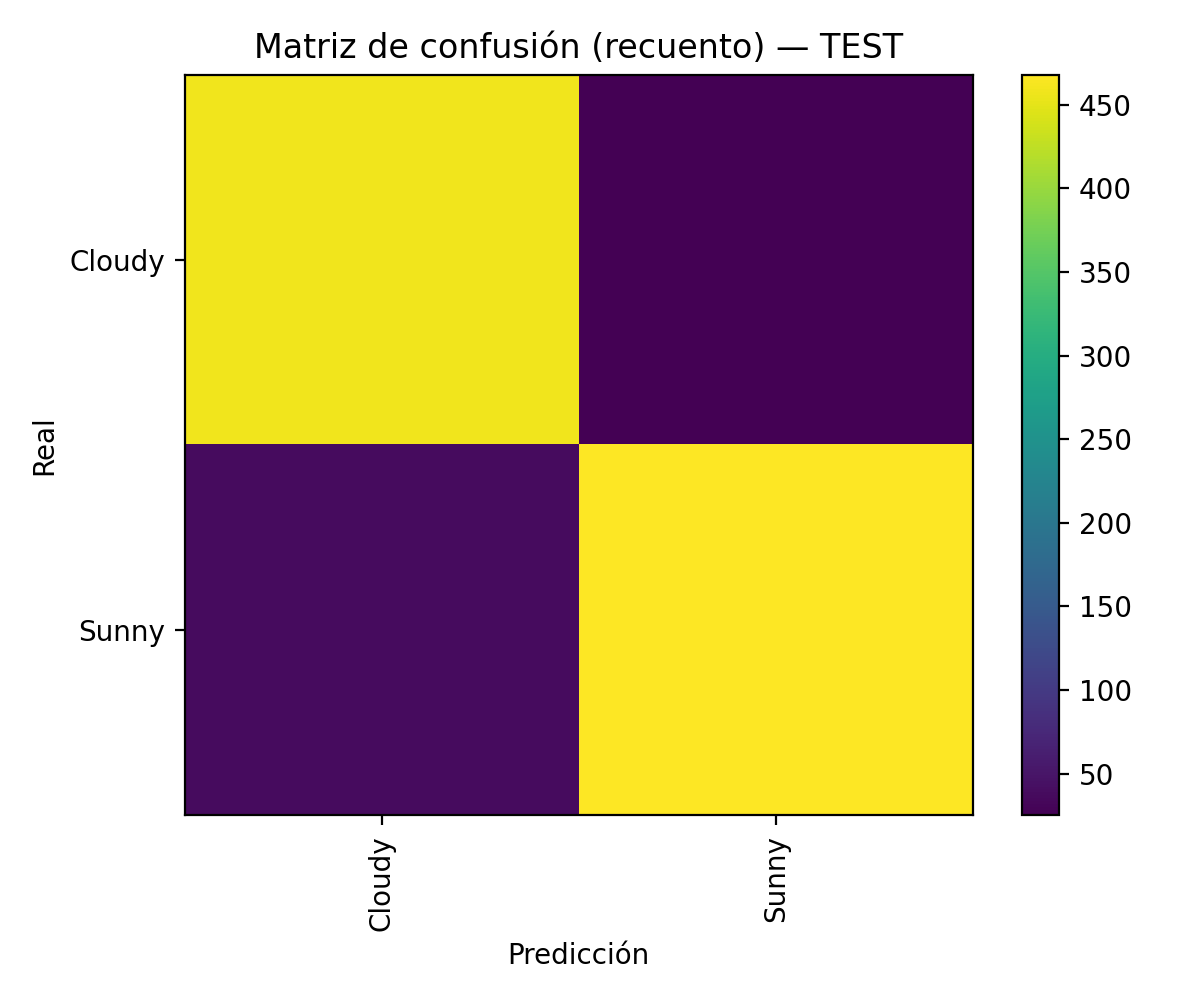 Matriz de confusión (recuento) — TEST
Real
Cloudy
Sunny
Cloudy
Sunny
Predicción
450
400
350
300
250
200
150
100
50